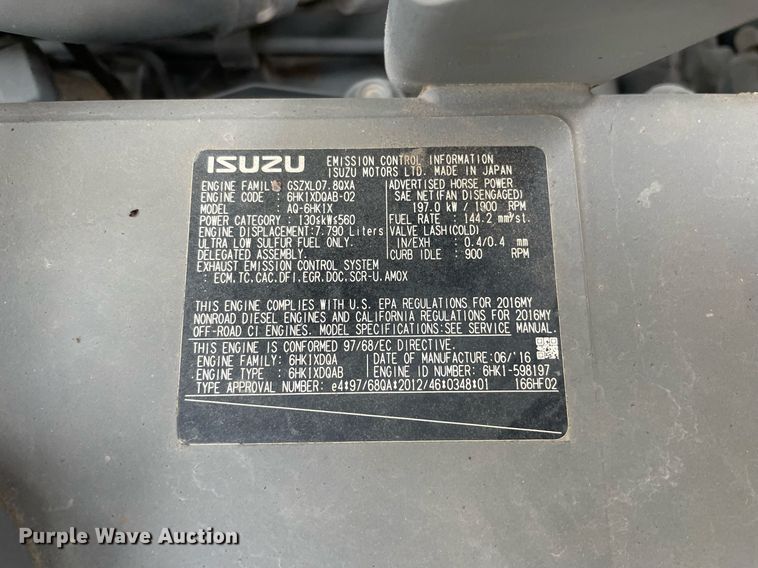 ISUZU
EMISSION CONTROL INFORMATION
ISUZU MOTORS LTD. MADE IN JAPAN
ENGINE FAMILY : GSZXL07.8QXA
ENGINE CODE : 6HK1XDQAB-02
MODEL : AQ-6HK1X
POWER CATEGORY : 130≤kW≤560
ENGINE DISPLACEMENT:7.790 Liters
ULTRA LOW SULFUR FUEL ONLY.
DELEGATED ASSEMBLY.
ADVERTISED HORSE POWER
SAE NET(FAN DISENGAGED)
197.0 kW / 1900 RPM
FUEL RATE : 144.2 mm³/st.
VALVE LASH(COLD)
IN/EXH : 0.4/0.4 mm
CURB IDLE : 900 RPM
EXHAUST EMISSION CONTROL SYSTEM
: ECM,TC,CAC,DFI,EGR,DOC,SCR-U,AMOX
THIS ENGINE COMPLIES WITH U.S. EPA REGULATIONS FOR 2016MY
NONROAD DIESEL ENGINES AND CALIFORNIA REGULATIONS FOR 2016MY
OFF-ROAD CI ENGINES. MODEL SPECIFICATIONS:SEE SERVICE MANUAL.
THIS ENGINE IS CONFORMED 97/68/EC DIRECTIVE.
ENGINE FAMILY: 6HK1XDQA
DATE OF MANUFACTURE:06/'16
ENGINE TYPE : 6HK1XDQAB
ENGINE ID NUMBER: 6HK1-598197
TYPE APPROVAL NUMBER: e4*97/68QA*2012/46*0348*01
166HF02
Purple Wave Auction